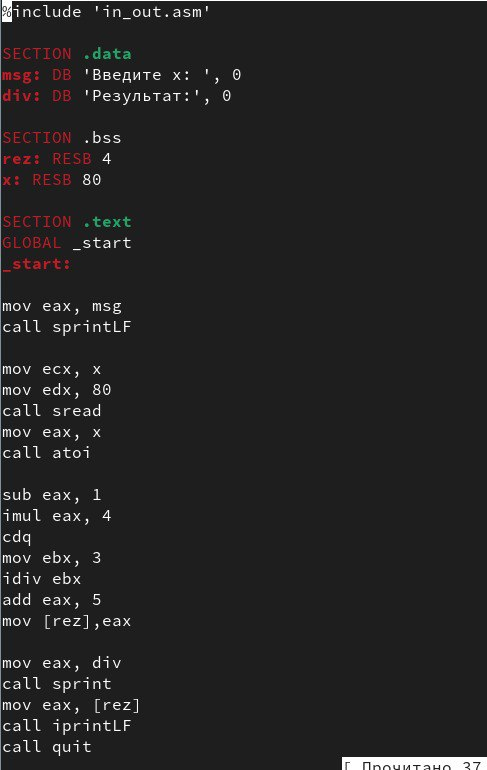 %include 'in_out.asm'
SECTION .data
msg: DB 'Введите x: ', 0
div: DB 'Результат:', 0
SECTION .bss
rez: RESB 4
x: RESB 80
SECTION .text
GLOBAL _start
_start:
mov eax, msg
call sprintLF
mov ecx, x
mov edx, 80
call sread
mov eax, x
call atoi
sub eax, 1
imul eax, 4
cdq
mov ebx, 3
idiv ebx
add eax, 5
mov [rez],eax
mov eax, div
call sprint
mov eax, [rez]
call iprintLF
call quit
[ Прочитано 37